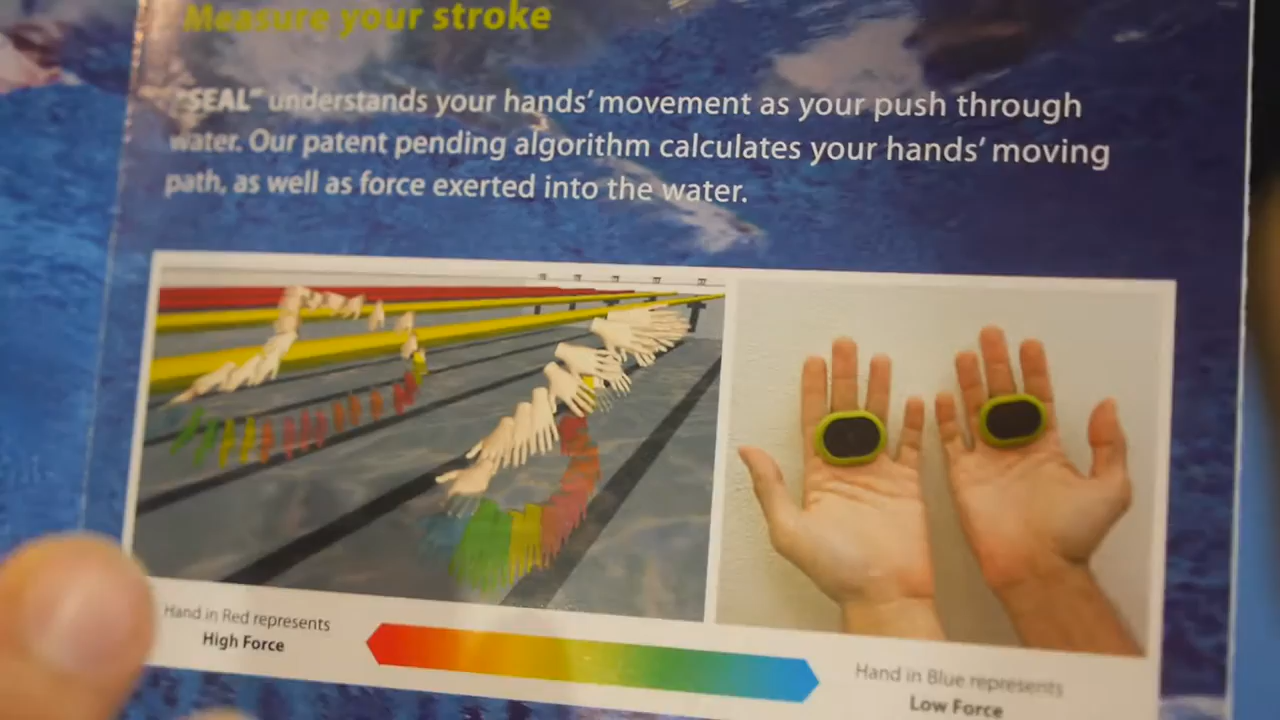 Measure your stroke
"SEAL" understands your hands' movement as your push through
water. Our patent pending algorithm calculates your hands' moving
path, as well as force exerted into the water.
Hand in Red represents
High Force
Hand in Blue represents
Low Force